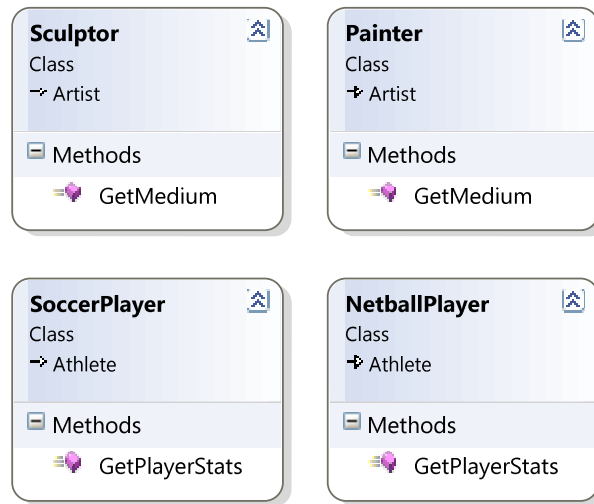 Sculptor
Class
Artist
Methods
GetMedium
Painter
Class
Artist
Methods
GetMedium
SoccerPlayer
Class
Athlete
Methods
GetPlayerStats
NetballPlayer
Class
Athlete
Methods
GetPlayerStats